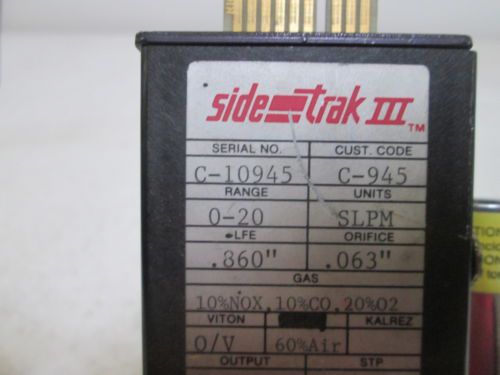 side trak III TM
SERIAL NO. CUST. CODE
C-10945 C-945
RANGE UNITS
0-20 SLPM
LFE ORIFICE
.860" .063"
GAS
10%NOX,10%CO,20%O2
VITON KALREZ
O/V 60%Air
OUTPUT STP